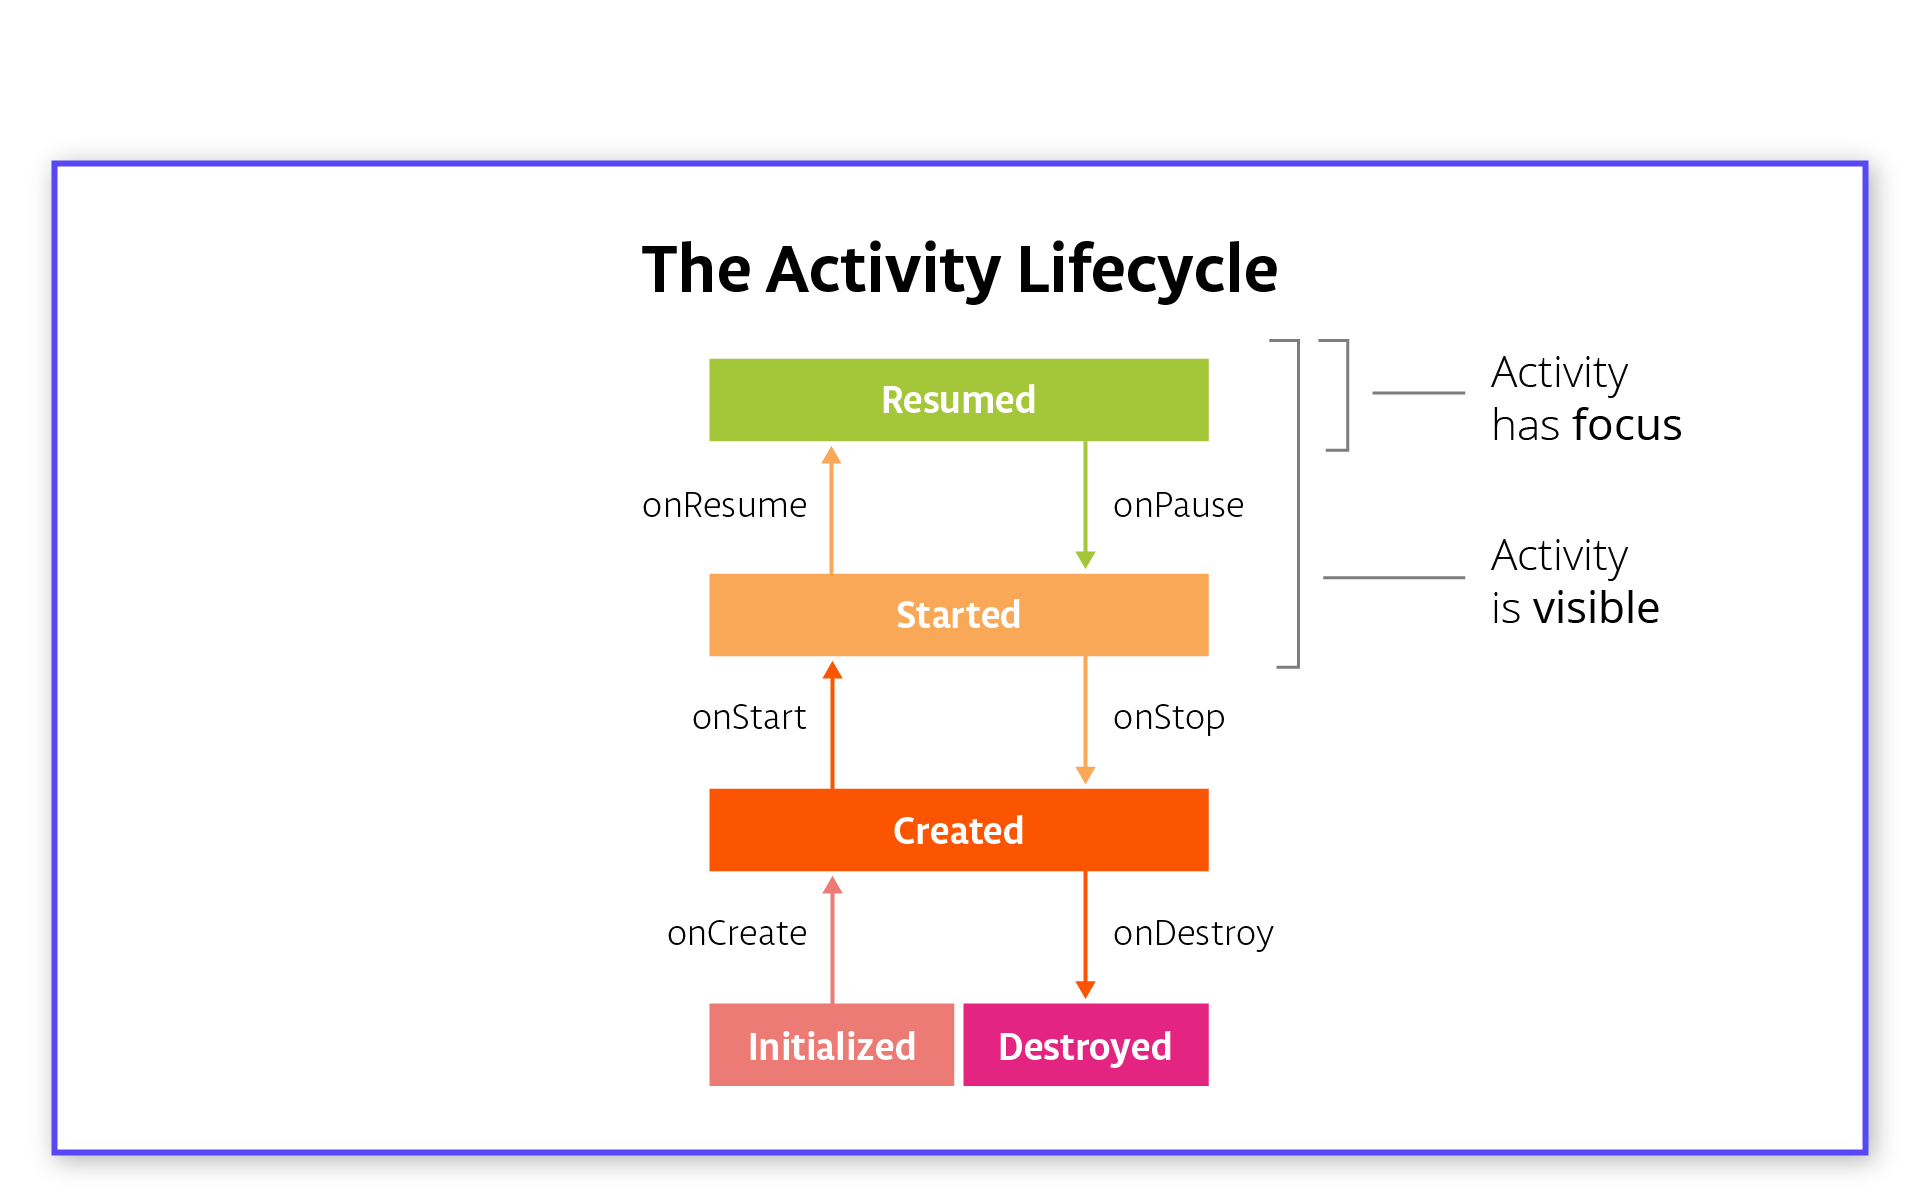 The Activity Lifecycle
Resumed
Activity
has focus
onResume
onPause
Activity
is visible
Started
onStart
onStop
Created
onCreate
onDestroy
Initialized
Destroyed